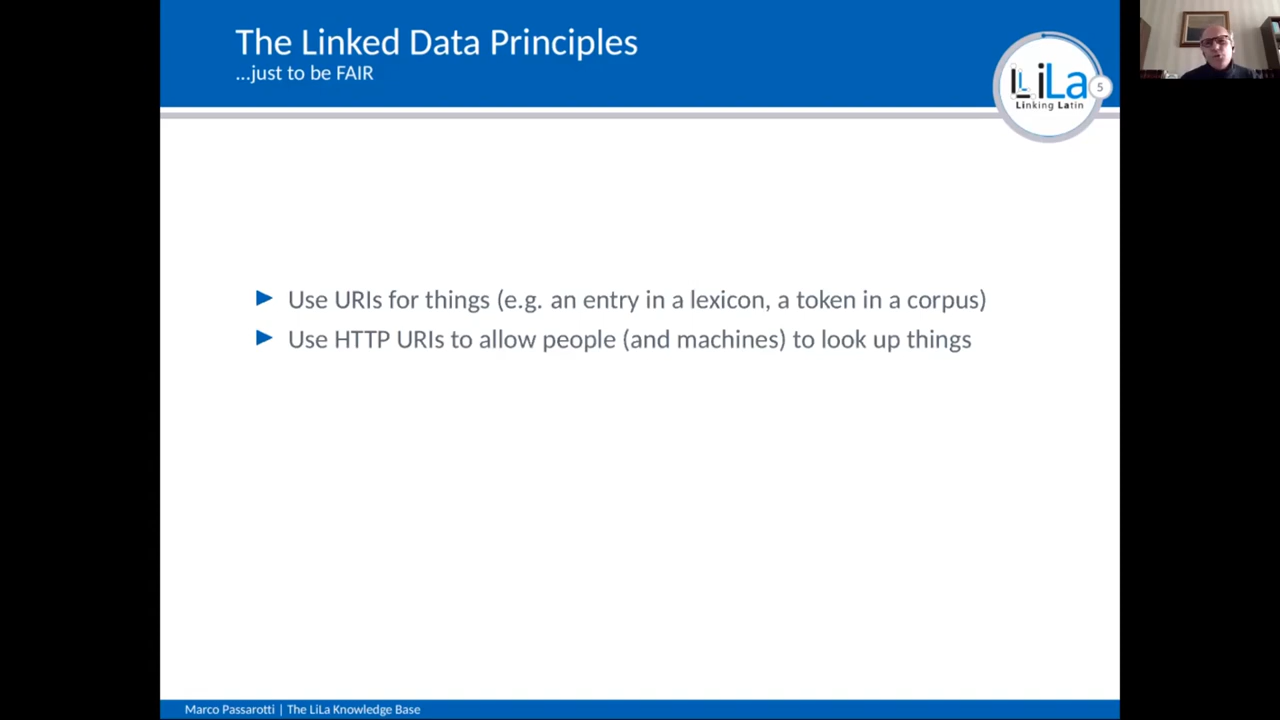 The Linked Data Principles
...just to be FAIR
LiLa
5
Linking Latin
► Use URIs for things (e.g. an entry in a lexicon, a token in a corpus)
► Use HTTP URIs to allow people (and machines) to look up things
Marco Passarotti | The LiLa Knowledge Base